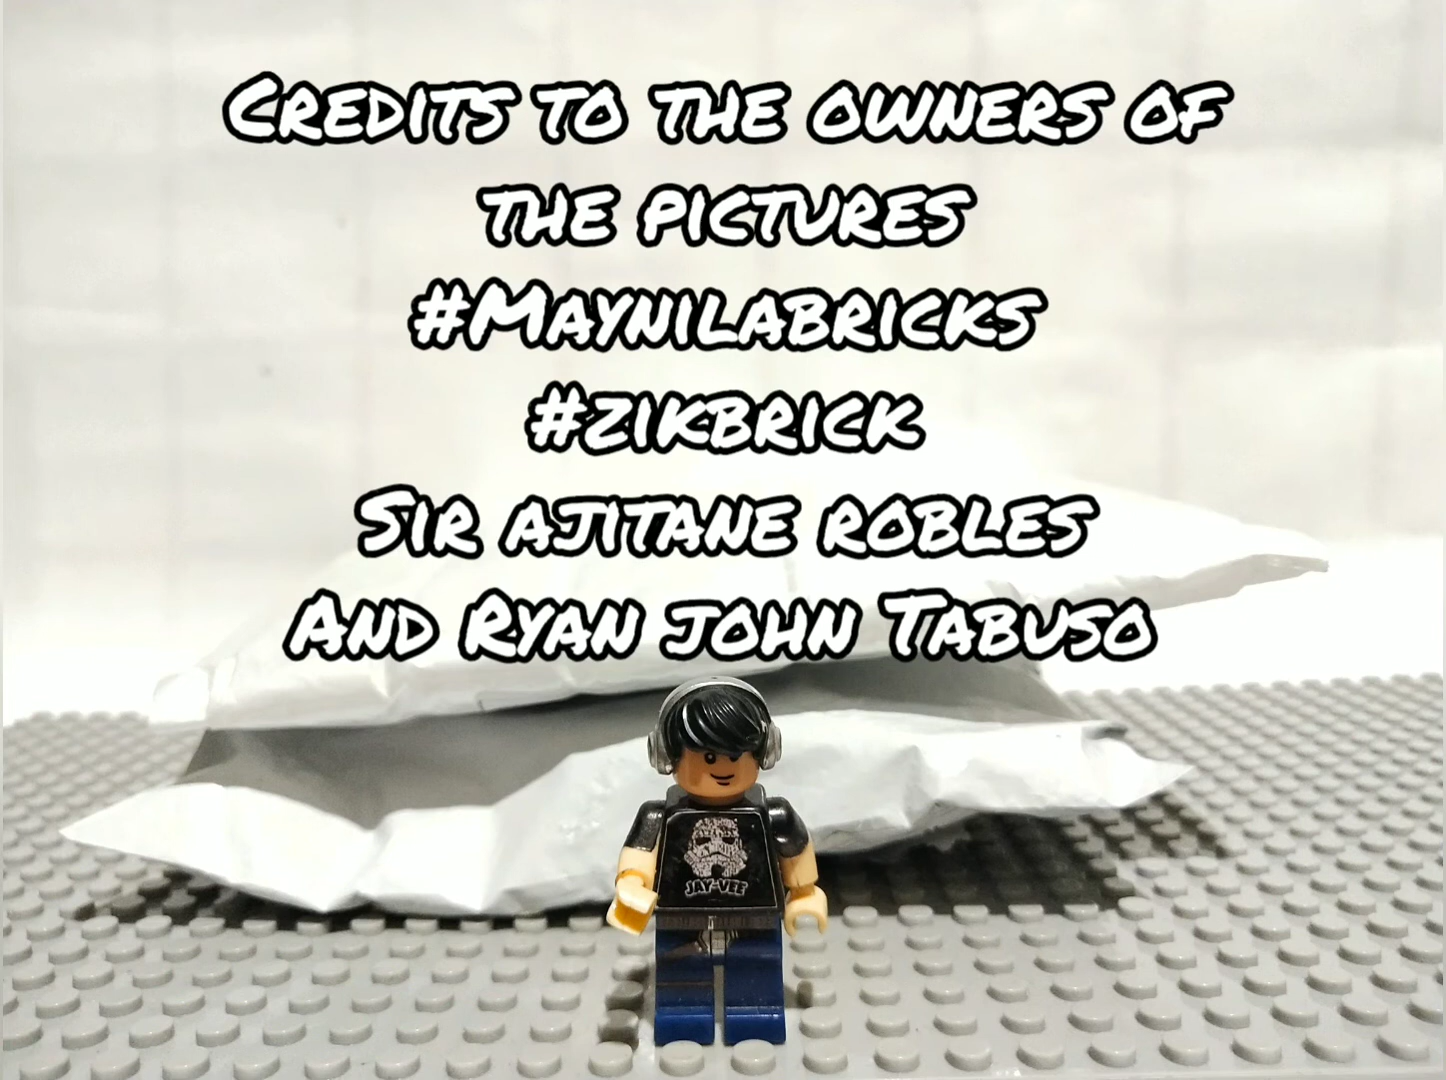 Credits to the owners of
the pictures
#Maynilabricks
#zikbrick
Sir ajitane robles
And Ryan john Tabuso
JAY-VEE